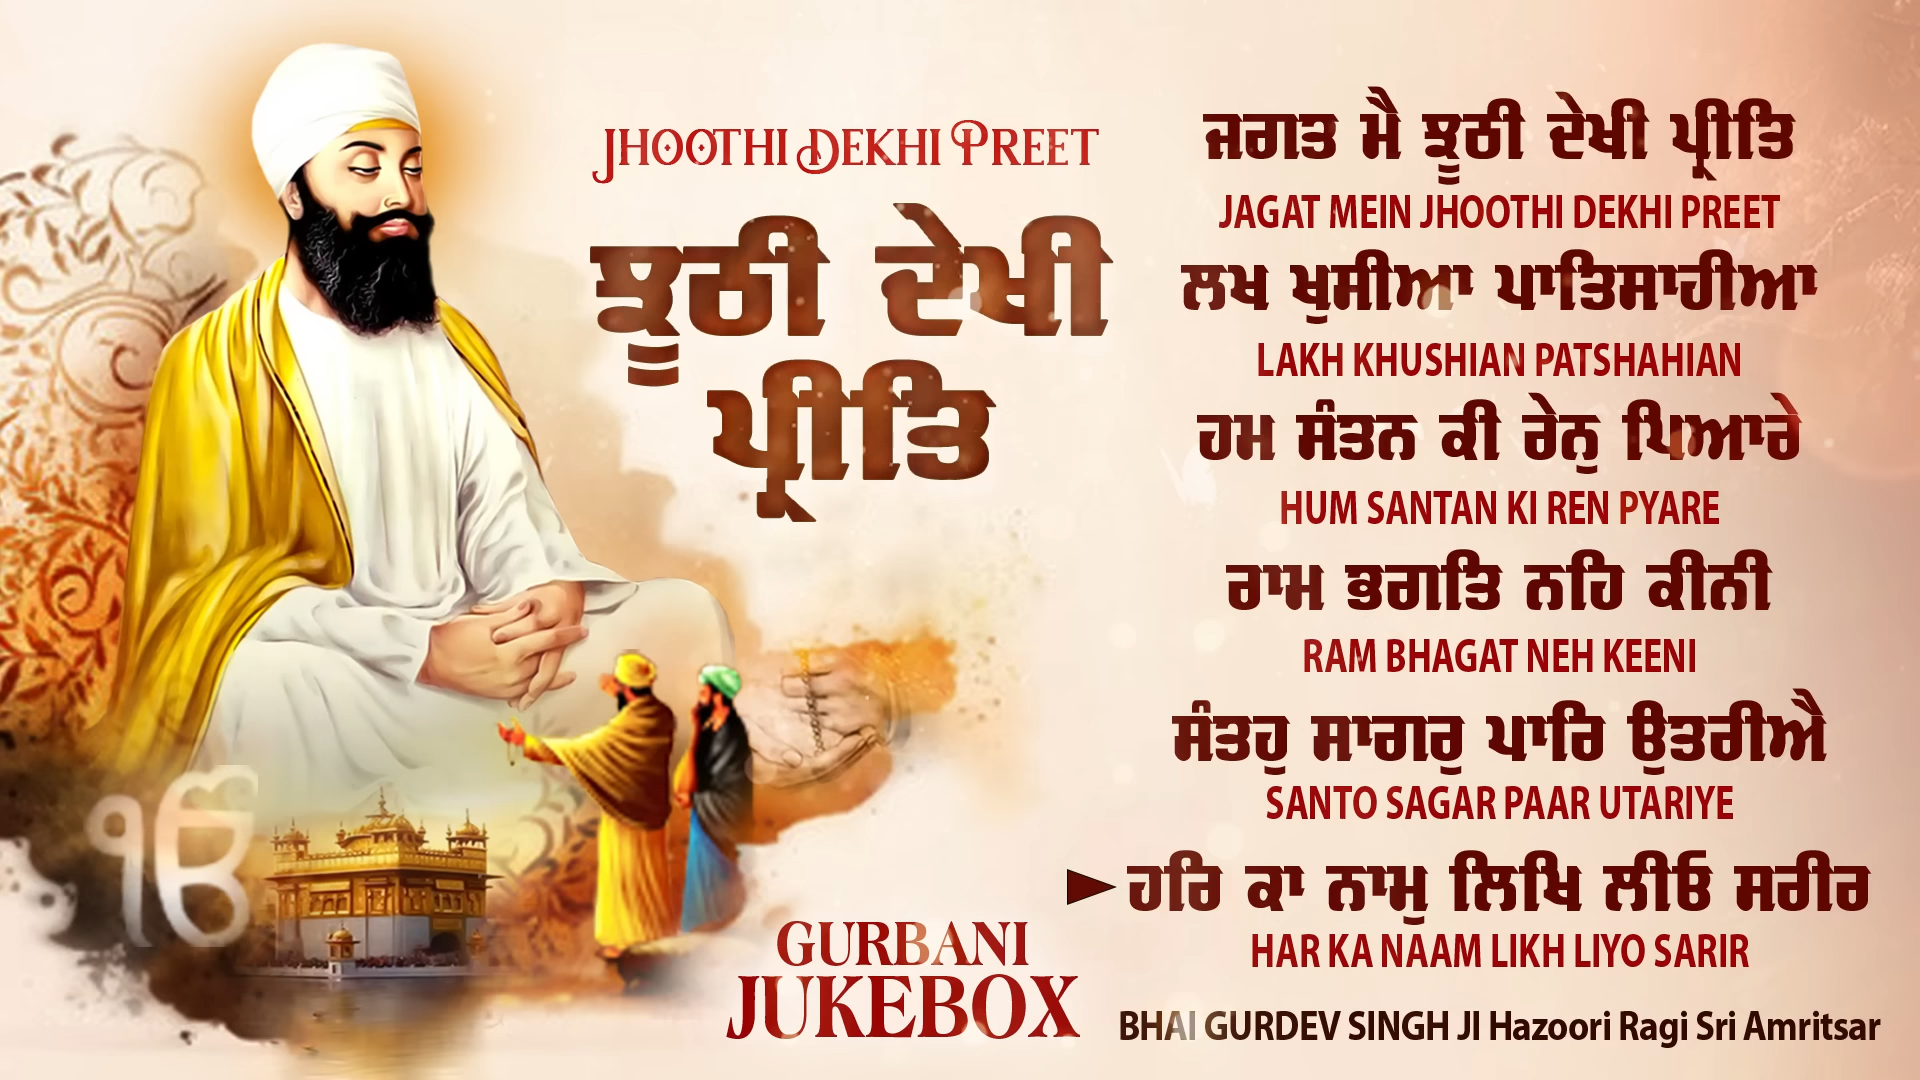 JHOOTHI DEKHI PREET
ਝੂਠੀ ਦੇਖੀ
ਪ੍ਰੀਤਿ
ਜਗਤ ਮੈ ਝੂਠੀ ਦੇਖੀ ਪ੍ਰੀਤਿ
JAGAT MEIN JHOOTHI DEKHI PREET
ਲਖ ਖੁਸੀਆ ਪਾਤਿਸਾਹੀਆ
LAKH KHUSHIAN PATSHAHIAN
ਹਮ ਸੰਤਨ ਕੀ ਰੇਨੁ ਪਿਆਰੇ
HUM SANTAN KI REN PYARE
ਰਾਮ ਭਗਤਿ ਨਹਿ ਕੀਨੀ
RAM BHAGAT NEH KEENI
ਸੰਤਹੁ ਸਾਗਰੁ ਪਾਰਿ ਉਤਰੀਐ
SANTO SAGAR PAAR UTARIYE
ਹਰਿ ਕਾ ਨਾਮੁ ਲਿਖਿ ਲੀਓ ਸਰੀਰ
HAR KA NAAM LIKH LIYO SARIR
ੴ
GURBANI
JUKEBOX
BHAI GURDEV SINGH JI Hazoori Ragi Sri Amritsar